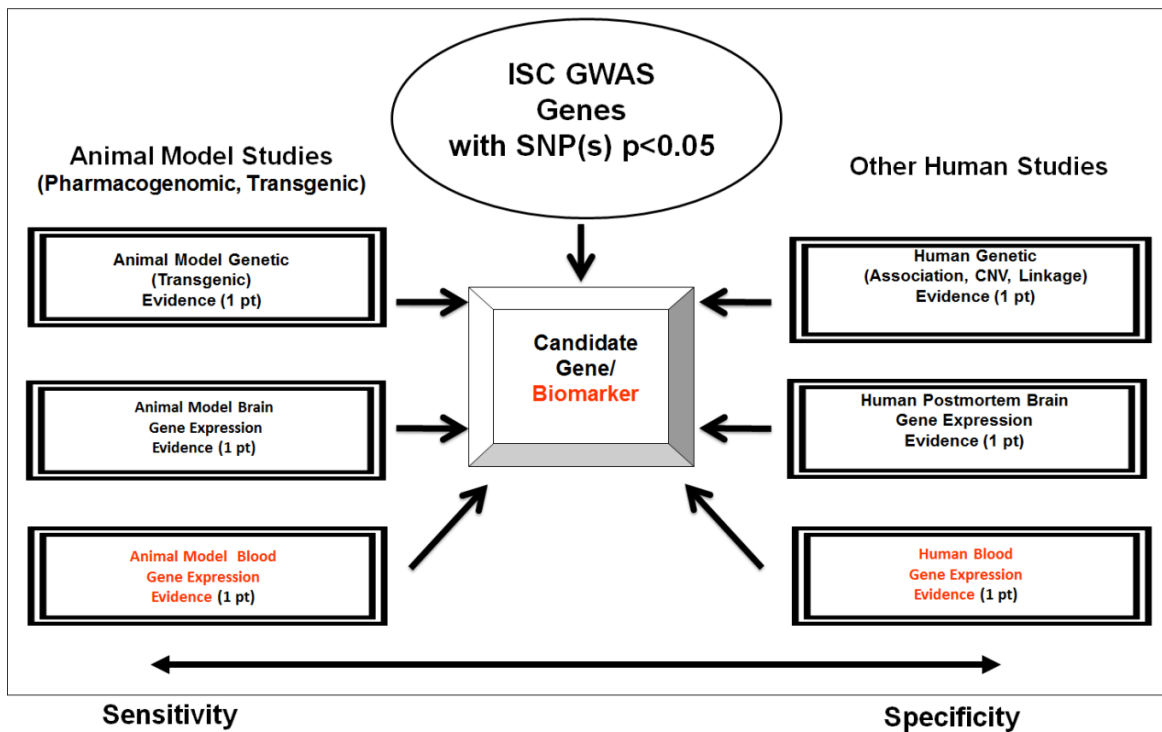 ISC GWAS
Genes
with SNP(s) p<0.05
Animal Model Studies
(Pharmacogenomic, Transgenic)
Animal Model Genetic
(Transgenic)
Evidence (1 pt)
Animal Model Brain
Gene Expression
Evidence (1 pt)
Animal Model Blood
Gene Expression
Evidence (1 pt)
Candidate
Gene/
Biomarker
Other Human Studies
Human Genetic
(Association, CNV, Linkage)
Evidence (1 pt)
Human Postmortem Brain
Gene Expression
Evidence (1 pt)
Human Blood
Gene Expression
Evidence (1 pt)
Sensitivity
Specificity